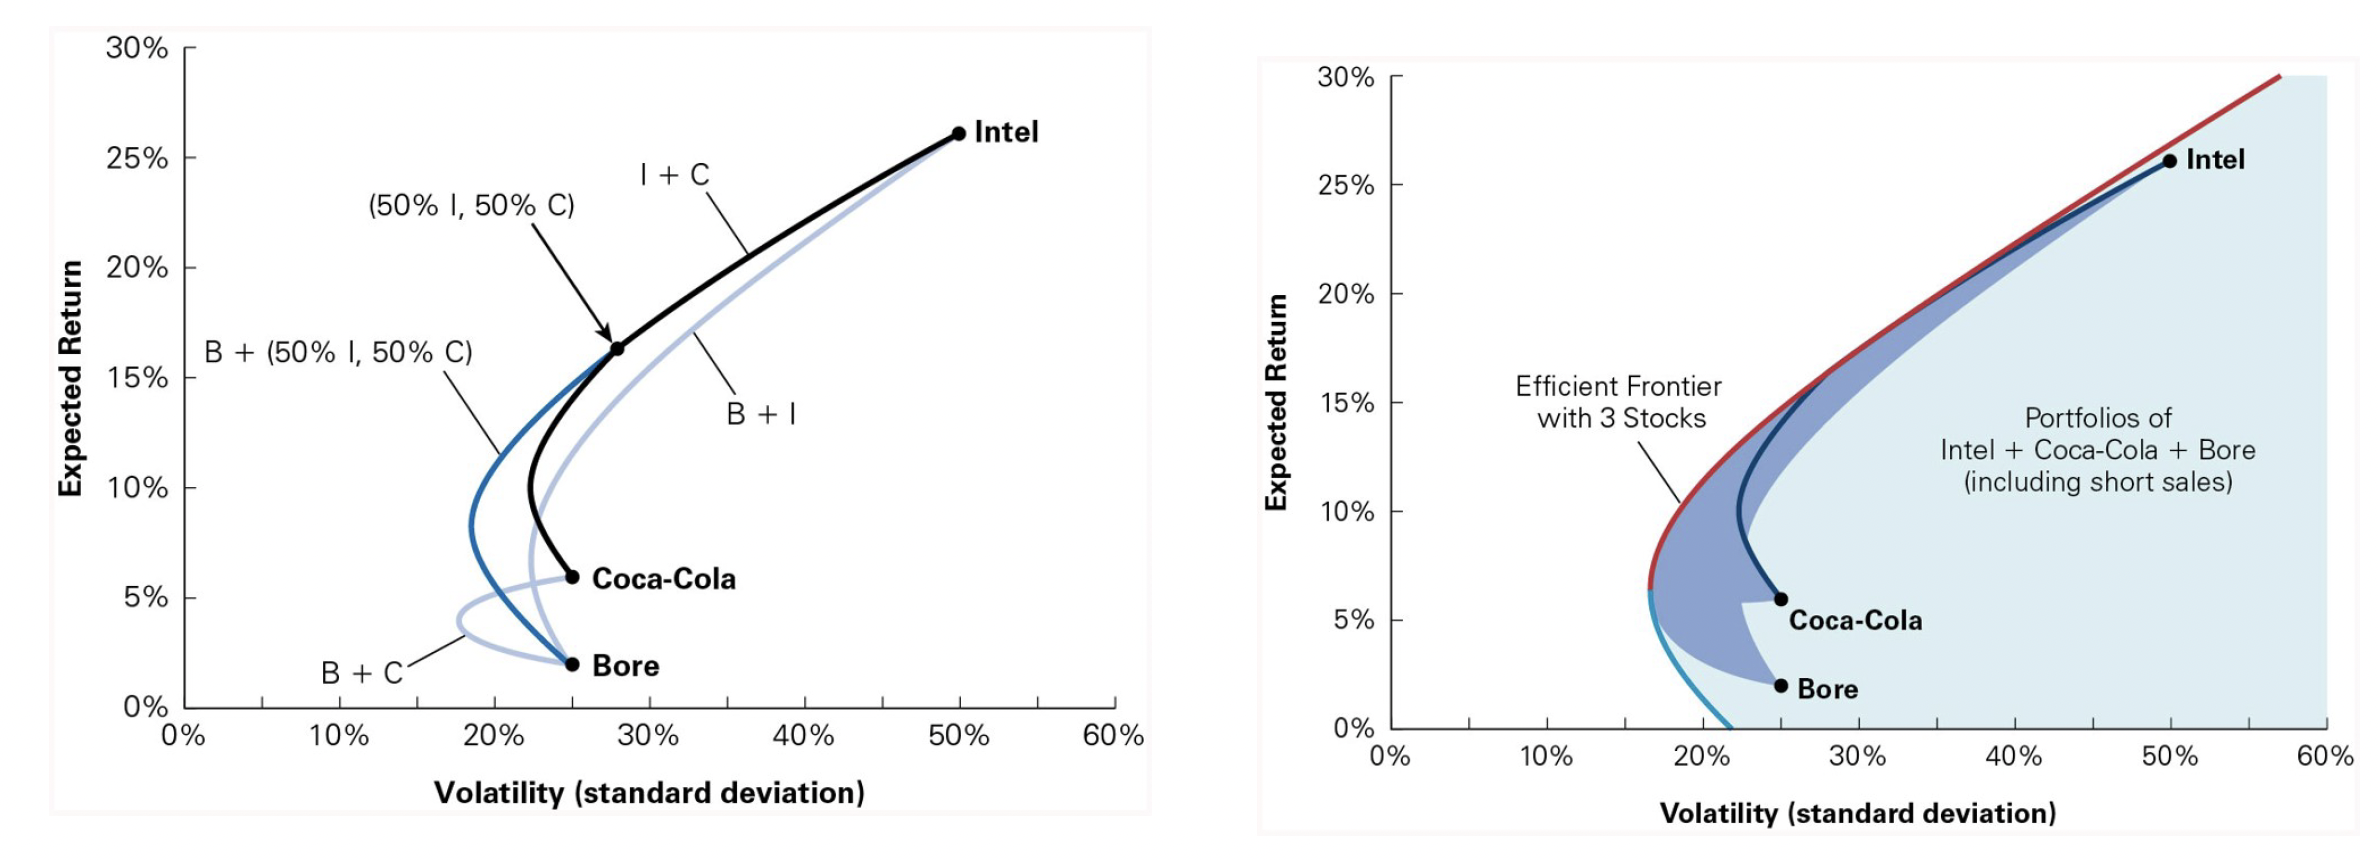 30%
25%
20%
15%
10%
5%
0%
Expected Return
Intel
I + C
(50% I, 50% C)
B + (50% I, 50% C)
B + I
Coca-Cola
B + C
Bore
0%
10%
20%
30%
40%
50%
60%
Volatility (standard deviation)
30%
25%
20%
15%
10%
5%
0%
Expected Return
Intel
Efficient Frontier
with 3 Stocks
Portfolios of
Intel + Coca-Cola + Bore
(including short sales)
Coca-Cola
Bore
0%
10%
20%
30%
40%
50%
60%
Volatility (standard deviation)